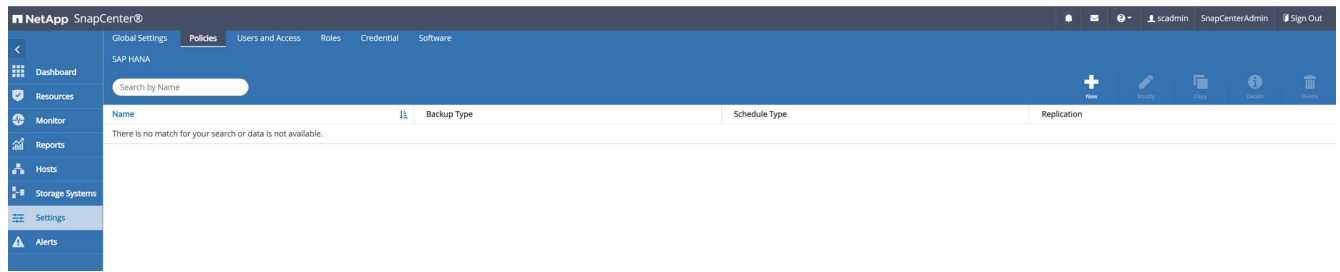 NetApp SnapCenter®
scadmin SnapCenterAdmin Sign Out
Global Settings Policies Users and Access Roles Credential Software
SAP HANA
Dashboard
Search by Name
Resources
New Modify Copy Details Delete
Monitor
Name Backup Type Schedule Type Replication
There is no match for your search or data is not available.
Reports
Hosts
Storage Systems
Settings
Alerts